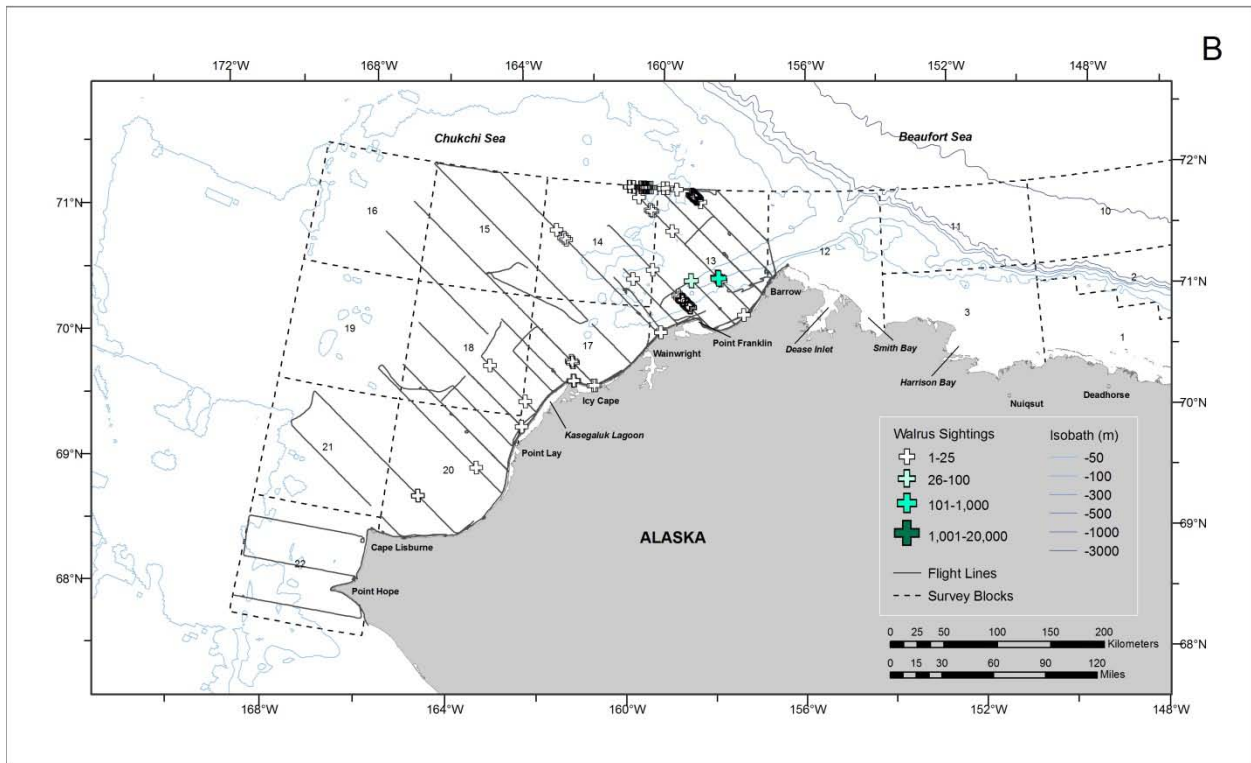 B
172°W 168°W 164°W 160°W 156°W 152°W 148°W
Chukchi Sea
Beaufort Sea
72°N
71°N
16
15
14
13
12
11
10
2
71°N
70°N
19
18
17
3
1
Barrow
Wainwright
Point Franklin
Dease Inlet
Smith Bay
Harrison Bay
Nuiqsut
Deadhorse
70°N
Icy Cape
Kasegaluk Lagoon
Point Lay
69°N
21
20
22
Cape Lisburne
Point Hope
ALASKA
68°N
69°N
68°N
Walrus Sightings
1-25
26-100
101-1,000
1,001-20,000
Flight Lines
Survey Blocks
Isobath (m)
-50
-100
-300
-500
-1000
-3000
0 25 50 100 150 200
Kilometers
0 15 30 60 90 120
Miles
168°W 164°W 160°W 156°W 152°W 148°W